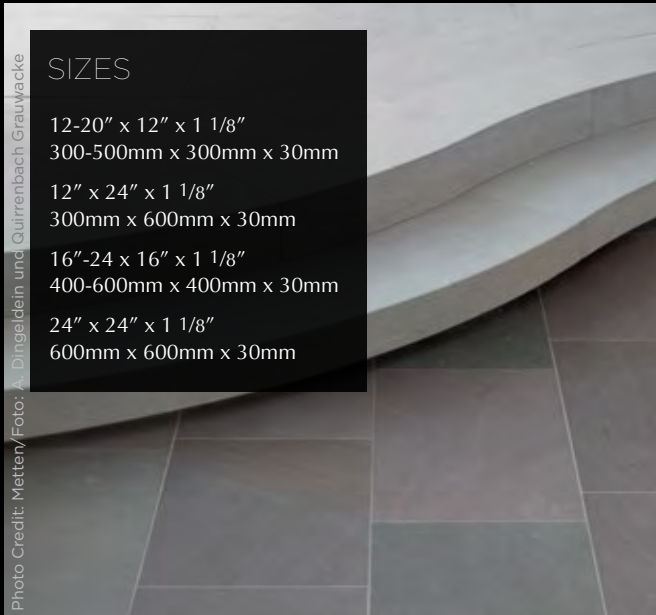 SIZES
12-20” x 12” x 1 1/8”
300-500mm x 300mm x 30mm
12” x 24” x 1 1/8”
300mm x 600mm x 30mm
16”-24 x 16” x 1 1/8”
400-600mm x 400mm x 30mm
24” x 24” x 1 1/8”
600mm x 600mm x 30mm
Photo Credit: Metten/Foto: A. Dingeldein und Quirrenbach Grauwacke